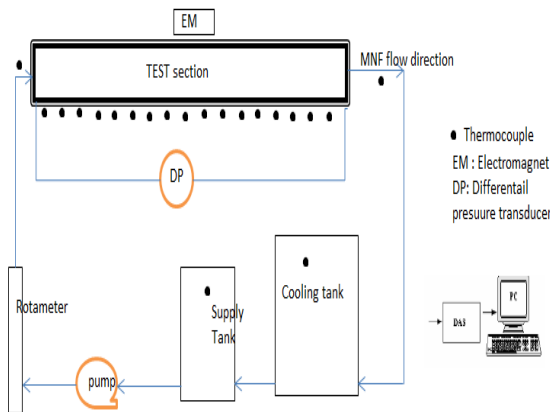 EM
TEST section
MNF flow direction
DP
Thermocouple
EM : Electromagnet
DP: Differentail
presuure transducer
Rotameter
pump
Supply
Tank
Cooling tank
DAS
PC